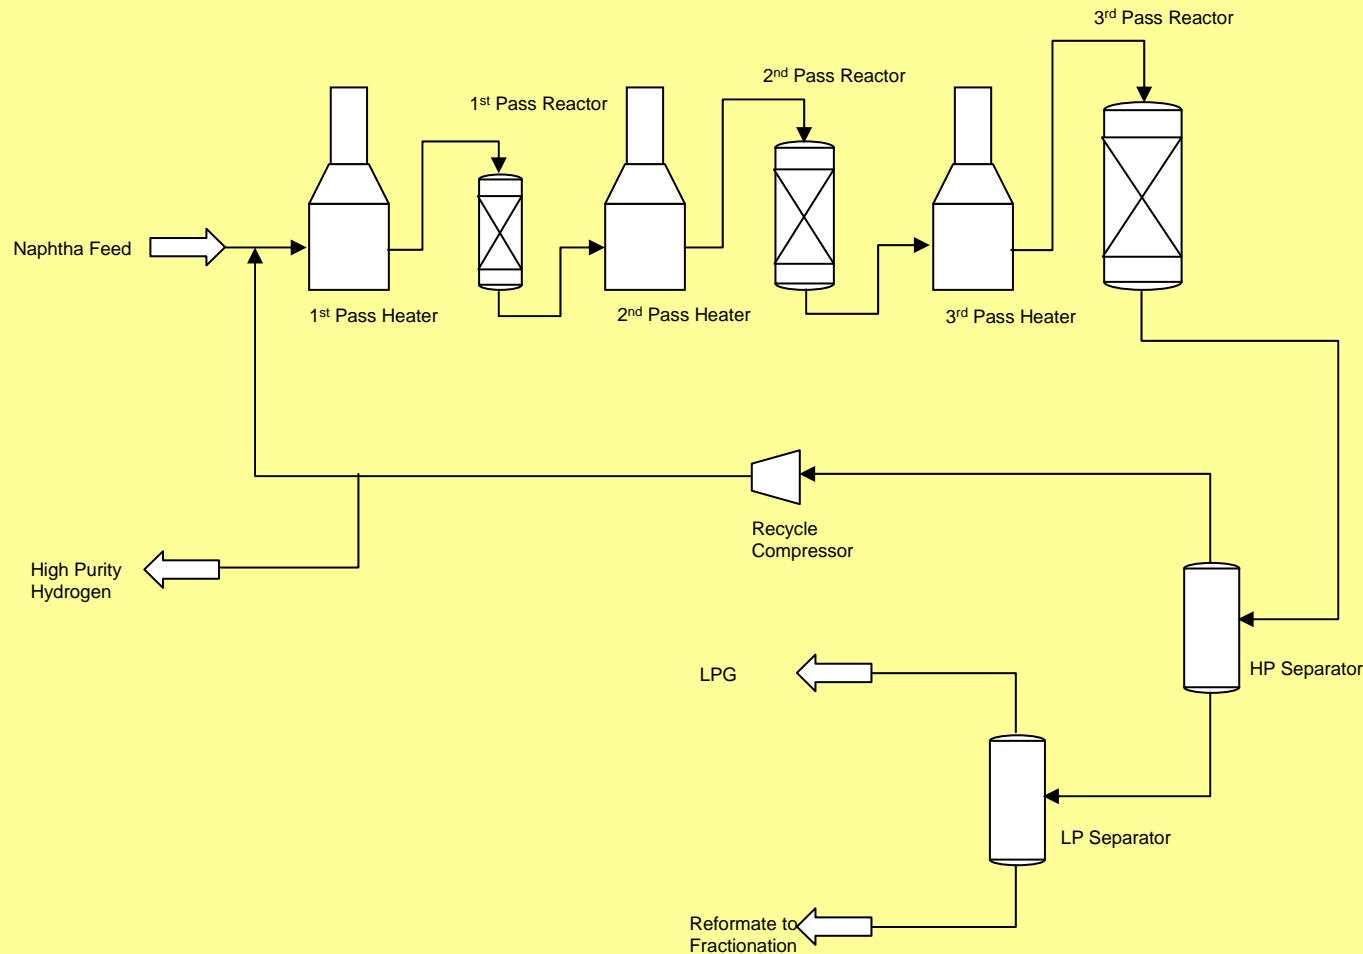 3rd Pass Reactor
2nd Pass Reactor
1st Pass Reactor
Naphtha Feed
1st Pass Heater
2nd Pass Heater
3rd Pass Heater
Recycle
Compressor
High Purity
Hydrogen
HP Separator
LPG
LP Separator
Reformate to
Fractionation